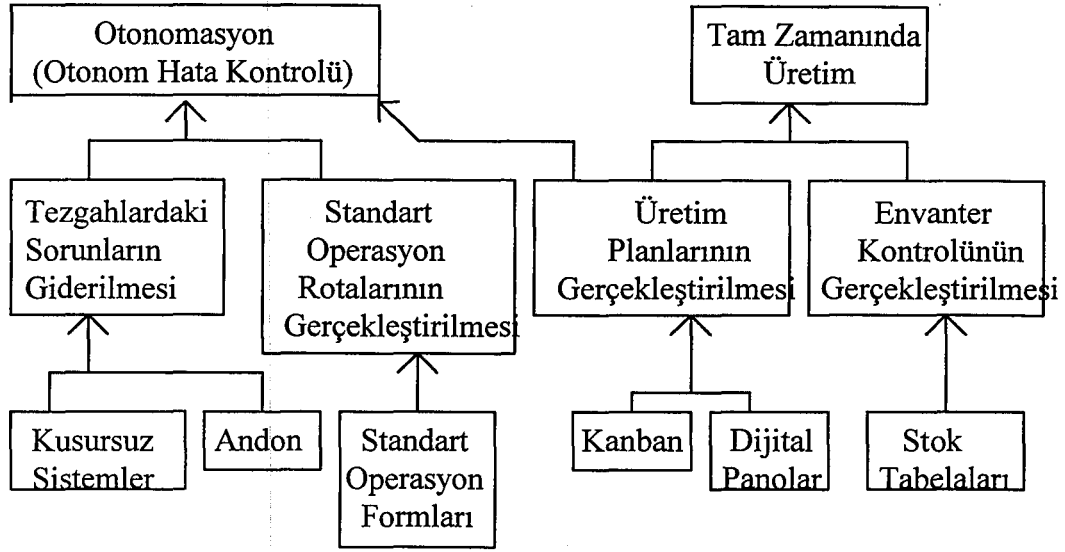 Otonomasyon
(Otonom Hata Kontrolü)
Tam Zamanında
Üretim
Tezgahlardaki
Sorunların
Giderilmesi
Standart
Operasyon
Rotalarının
Gerçekleştirilmesi
Üretim
Planlarının
Gerçekleştirilmesi
Envanter
Kontrolünün
Gerçekleştirilmesi
Kusursuz
Sistemler
Andon
Standart
Operasyon
Formları
Kanban
Dijital
Panolar
Stok
Tabelaları